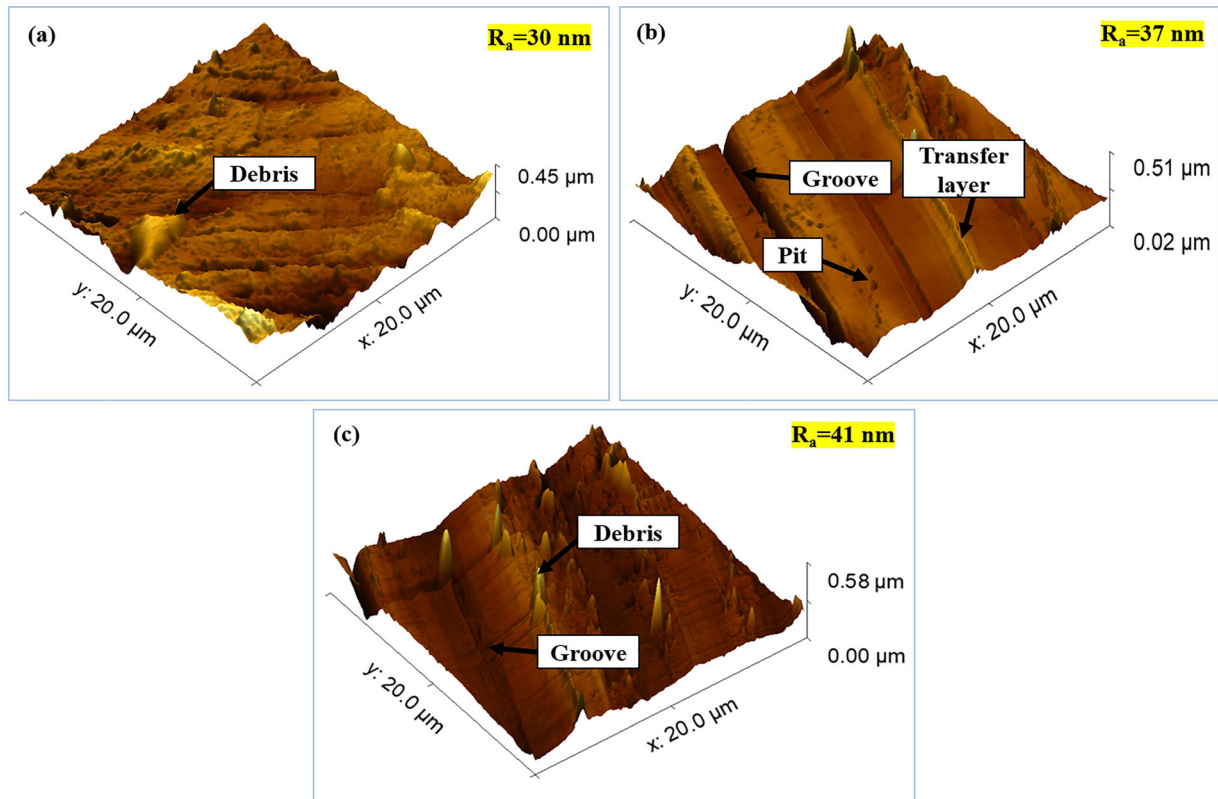 (a)
Rₐ=30 nm
Debris
0.45 µm
0.00 µm
y: 20.0 µm
x: 20.0 µm
(b)
Rₐ=37 nm
Groove
Transfer
layer
Pit
0.51 µm
0.02 µm
y: 20.0 µm
x: 20.0 µm
(c)
Rₐ=41 nm
Debris
Groove
0.58 µm
0.00 µm
y: 20.0 µm
x: 20.0 µm